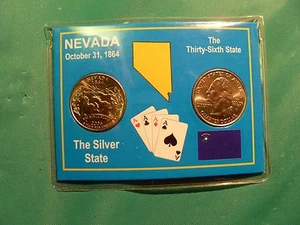 NEVADA
October 31, 1864
The
Thirty-Sixth State
The Silver
State